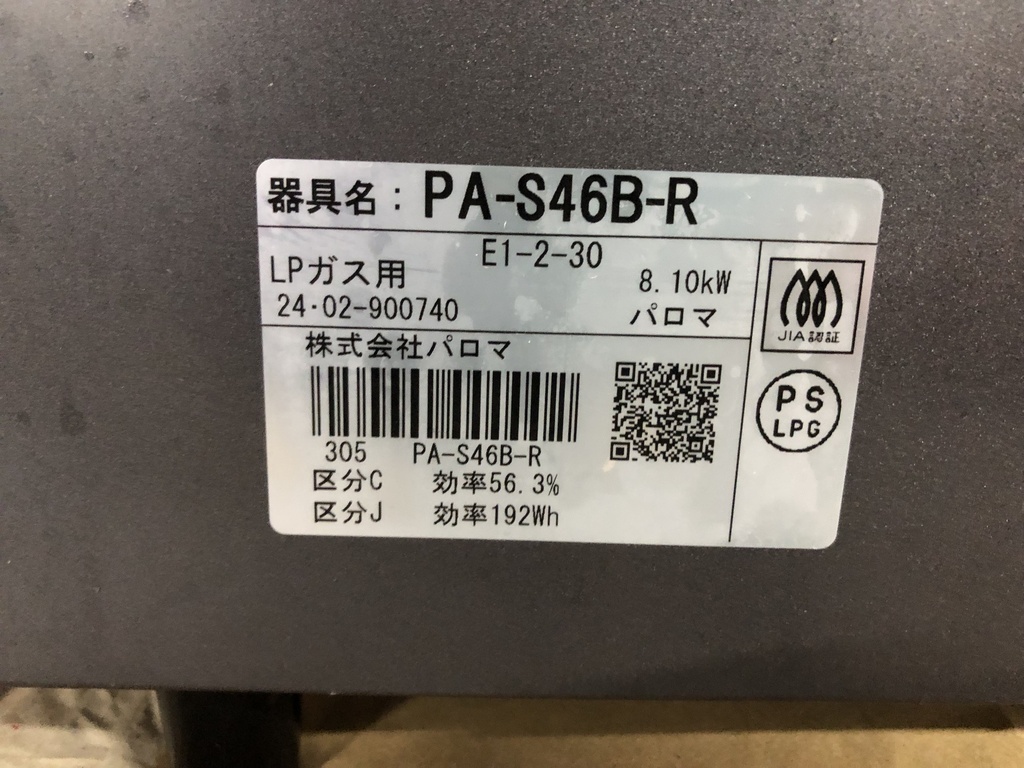 器具名：PA-S46B-R
E1-2-30
LPガス用 8.10kW
24・02-900740 パロマ
JIA認証
株式会社パロマ
PS
LPG
305 PA-S46B-R
区分C 効率56.3%
区分J 効率192Wh